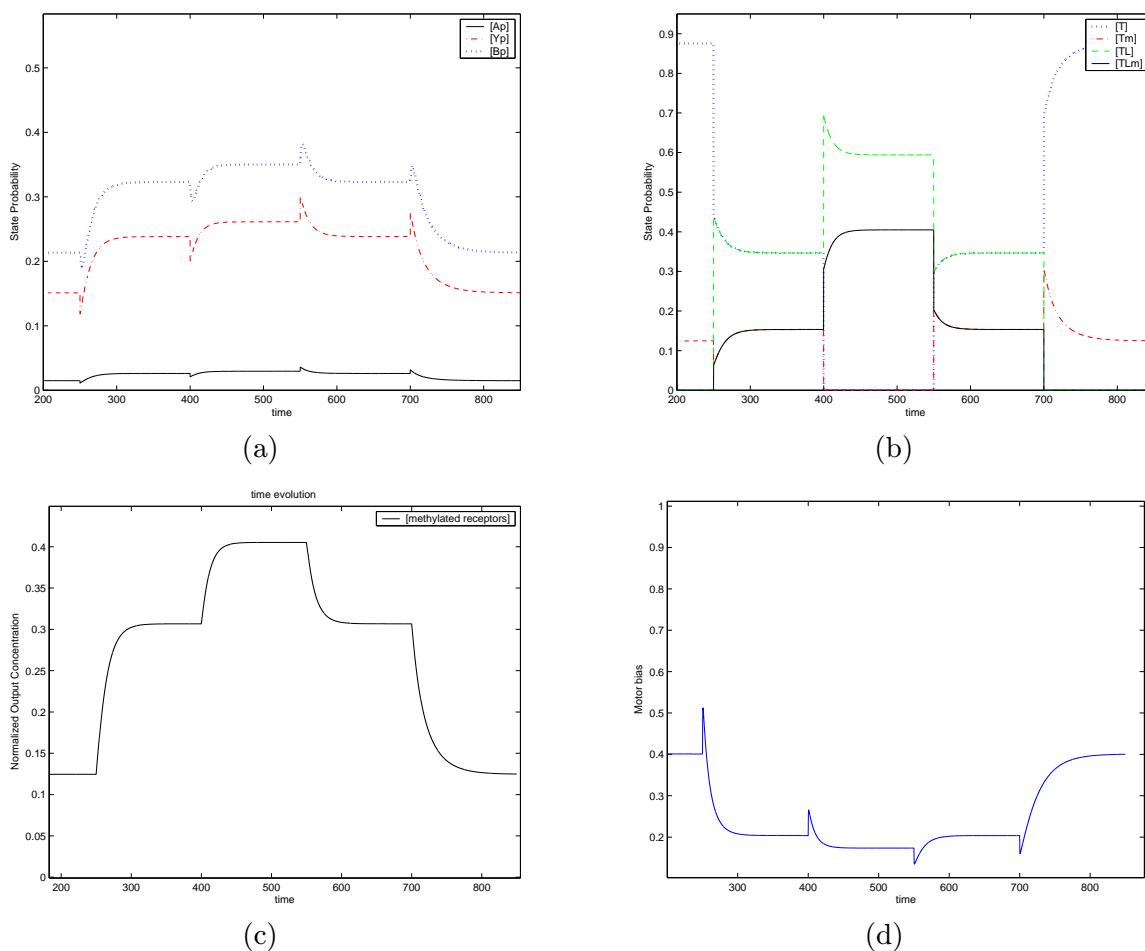 [Ap]
[Yp]
[Bp]
0.5
0.4
0.3
0.2
0.1
0
200 300 400 500 600 700 800
State Probability
time
(a)
[T]
[Tm]
[TL]
[TLm]
0.9
0.8
0.7
0.6
0.5
0.4
0.3
0.2
0.1
0
200 300 400 500 600 700 800
State Probability
time
(b)
time evolution
[methylated receptors]
0.4
0.35
0.3
0.25
0.2
0.15
0.1
0.05
0
200 300 400 500 600 700 800
Normalized Output Concentration
time
(c)
1
0.9
0.8
0.7
0.6
0.5
0.4
0.3
0.2
300 400 500 600 700 800
Motor bias
time
(d)